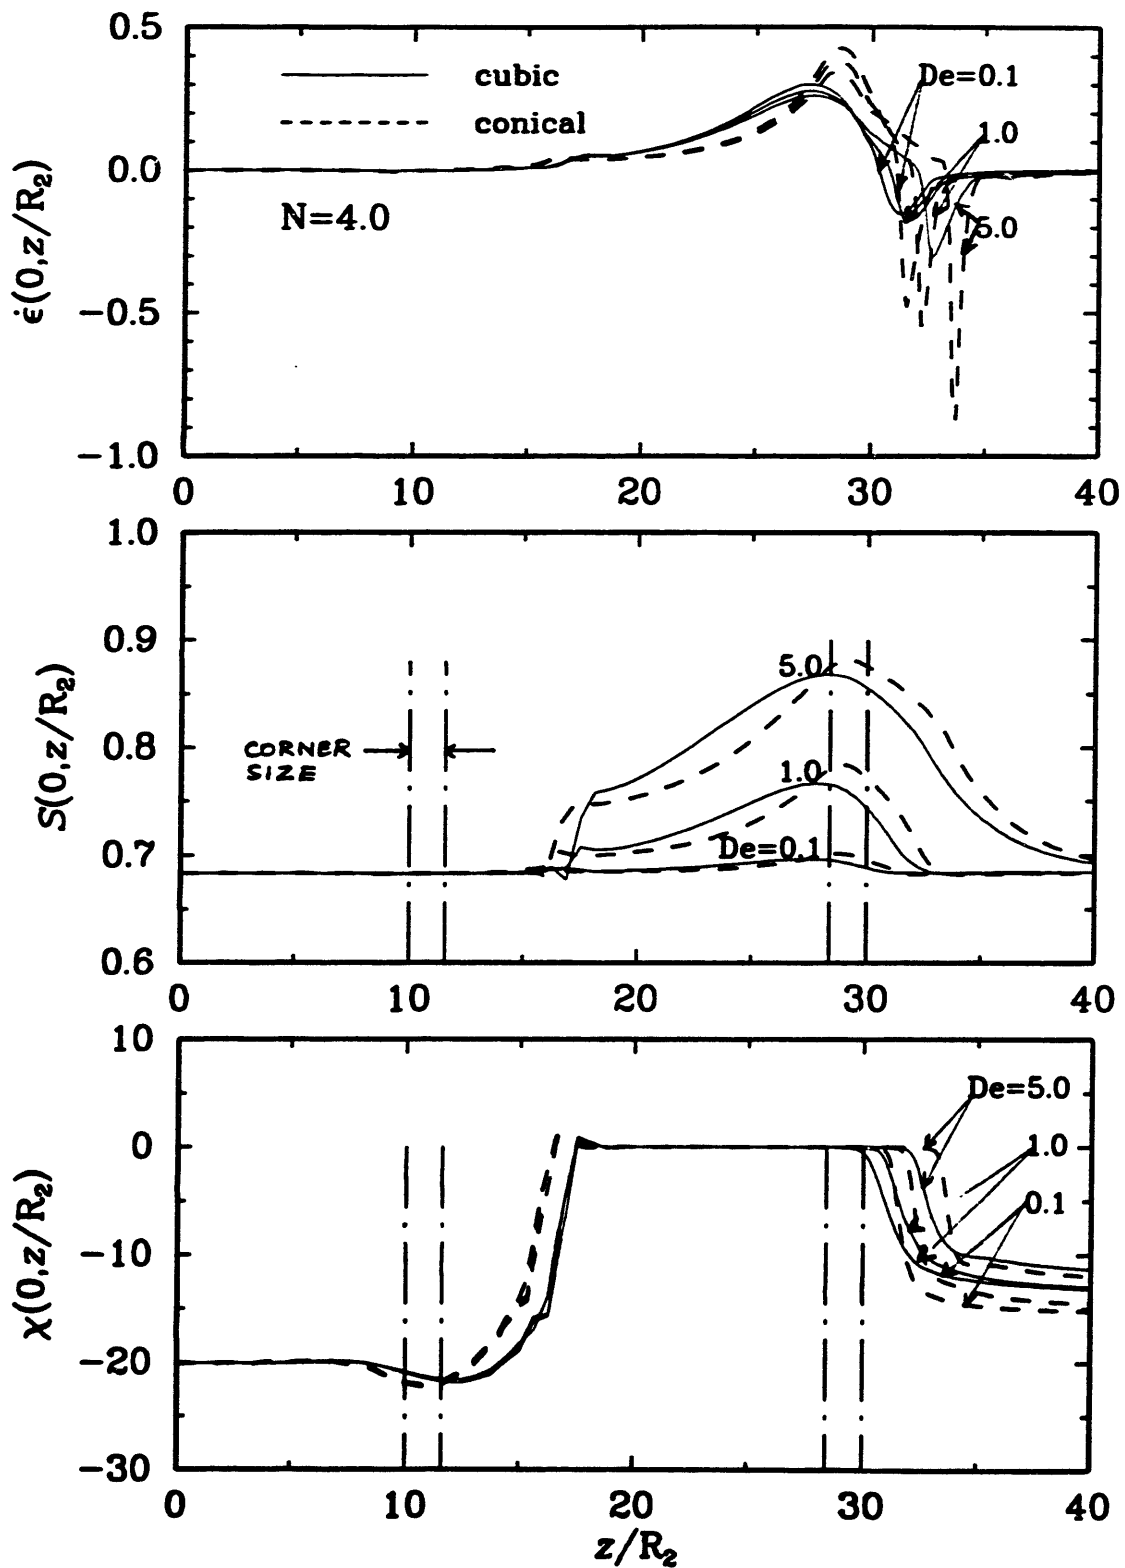 0.5
cubic
De=0.1
conical
1.0
0.0
N=4.0
5.0
−0.5
−1.0
ε̇(0,z/R₂)
0 10 20 30 40
1.0
0.9
5.0
0.8
CORNER
SIZE
1.0
De=0.1
0.7
0.6
S(0,z/R₂)
0 10 20 30 40
10
De=5.0
0
1.0
0.1
−10
−20
−30
χ(0,z/R₂)
0 10 20 30 40
z/R₂